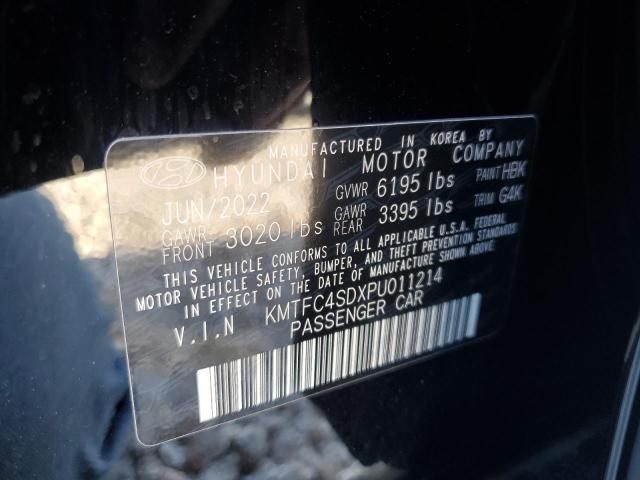 MANUFACTURED IN KOREA BY
HYUNDAI MOTOR COMPANY
JUN/2022 GVWR 6195 lbs PAINT HBK
GAWR FRONT 3020 lbs GAWR REAR 3395 lbs TRIM G4K
THIS VEHICLE CONFORMS TO ALL APPLICABLE U.S.A. FEDERAL
MOTOR VEHICLE SAFETY, BUMPER, AND THEFT STANDARDS
IN EFFECT ON THE DATE OF MANUFACTURE SHOWN ABOVE.
V.I.N KMTFC4SDXPU011214
PASSENGER CAR